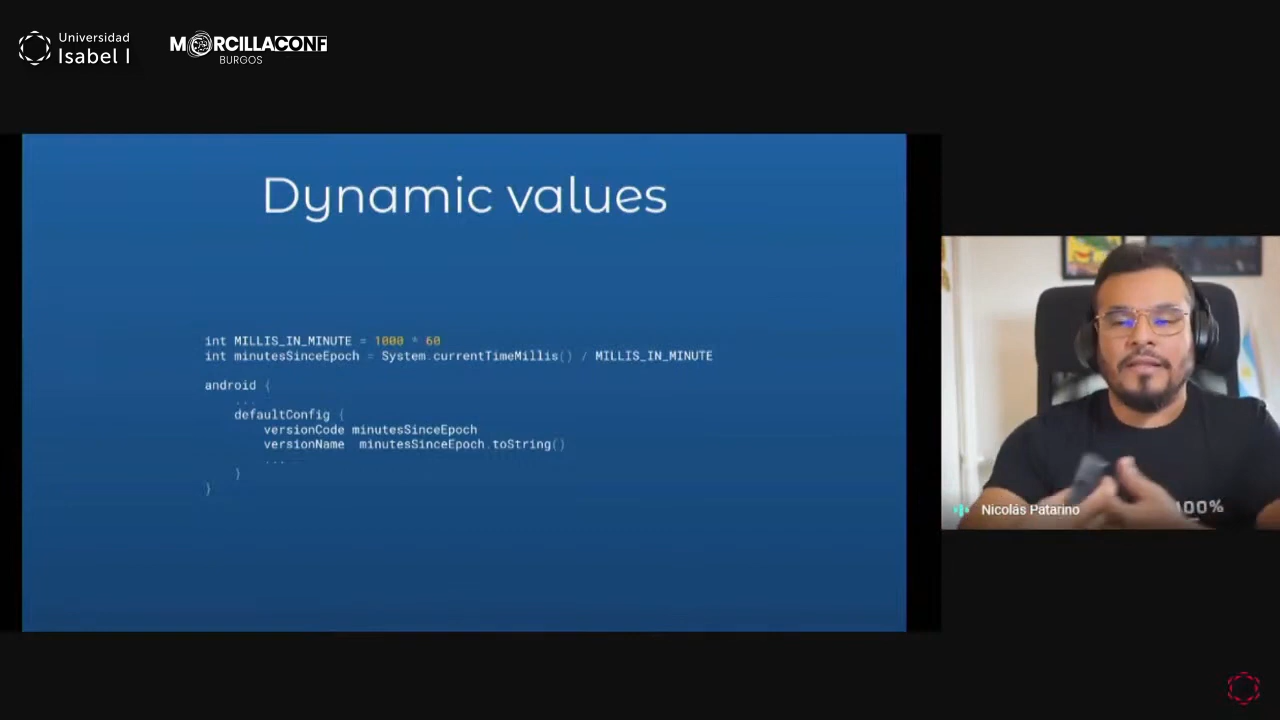 Universidad
Isabel I
MORCILLACONF
BURGOS
Dynamic values
int MILLIS_IN_MINUTE = 1000 * 60
int minutesSinceEpoch = System.currentTimeMillis() / MILLIS_IN_MINUTE
android {
...
defaultConfig {
versionCode minutesSinceEpoch
versionName minutesSinceEpoch.toString()
...
}
}
100%
Nicolás Patarino